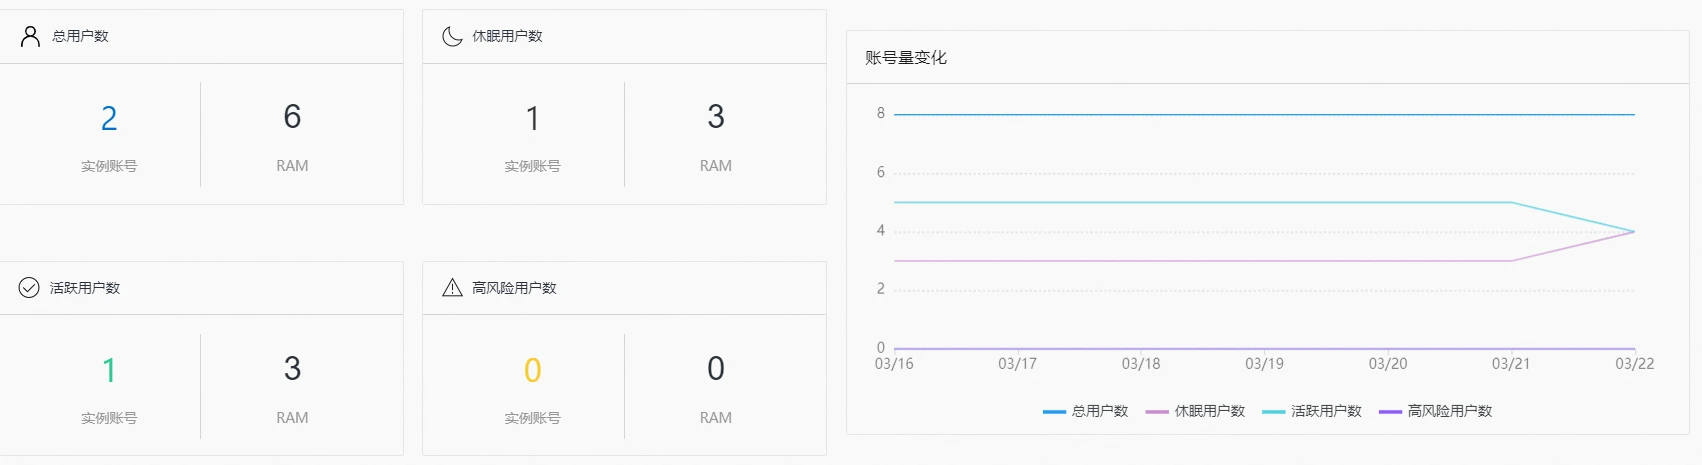 总用户数
2
实例账号
6
RAM
休眠用户数
1
实例账号
3
RAM
活跃用户数
1
实例账号
3
RAM
高风险用户数
0
实例账号
0
RAM
账号量变化
8
6
4
2
0
03/16 03/17 03/18 03/19 03/20 03/21 03/22
总用户数 休眠用户数 活跃用户数 高风险用户数